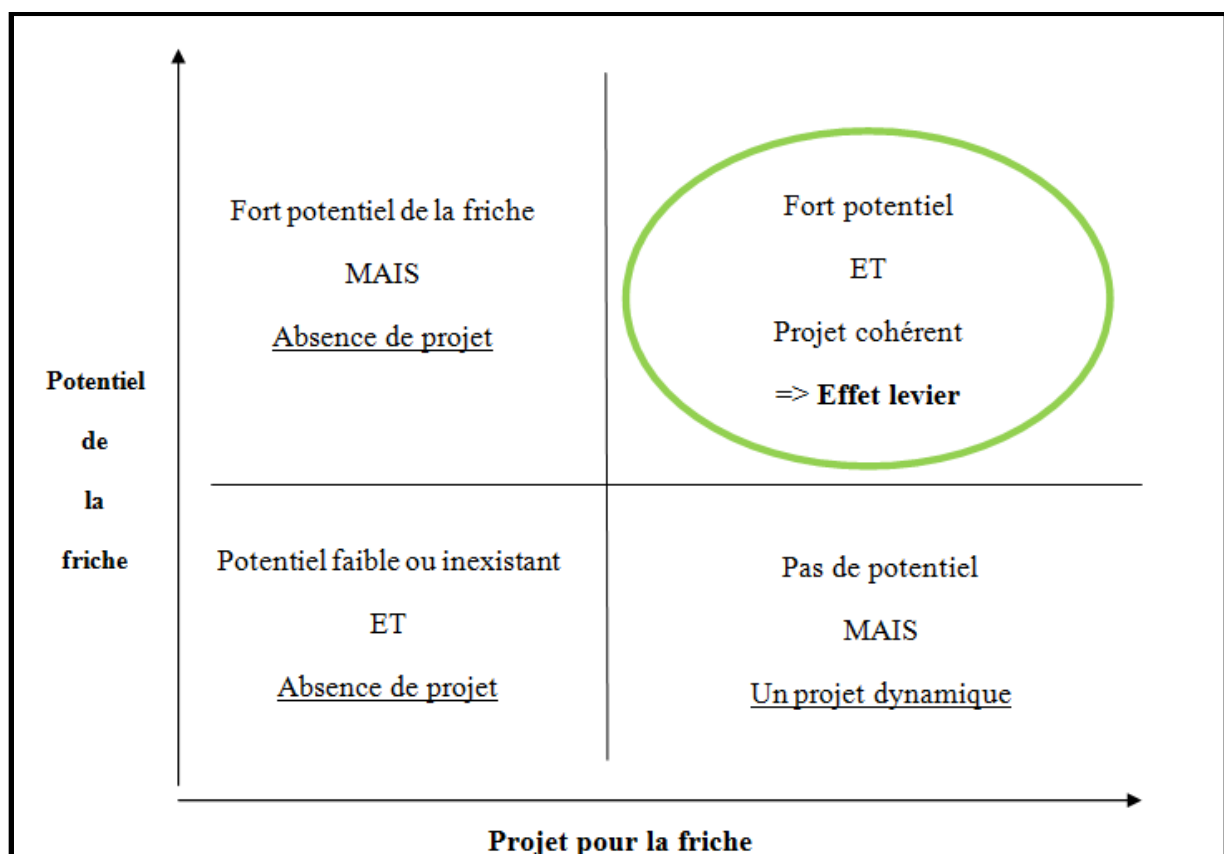 Fort potentiel de la friche
MAIS
Absence de projet
Fort potentiel
ET
Projet cohérent
=> Effet levier
Potentiel
de
la
friche
Potentiel faible ou inexistant
ET
Absence de projet
Pas de potentiel
MAIS
Un projet dynamique
Projet pour la friche